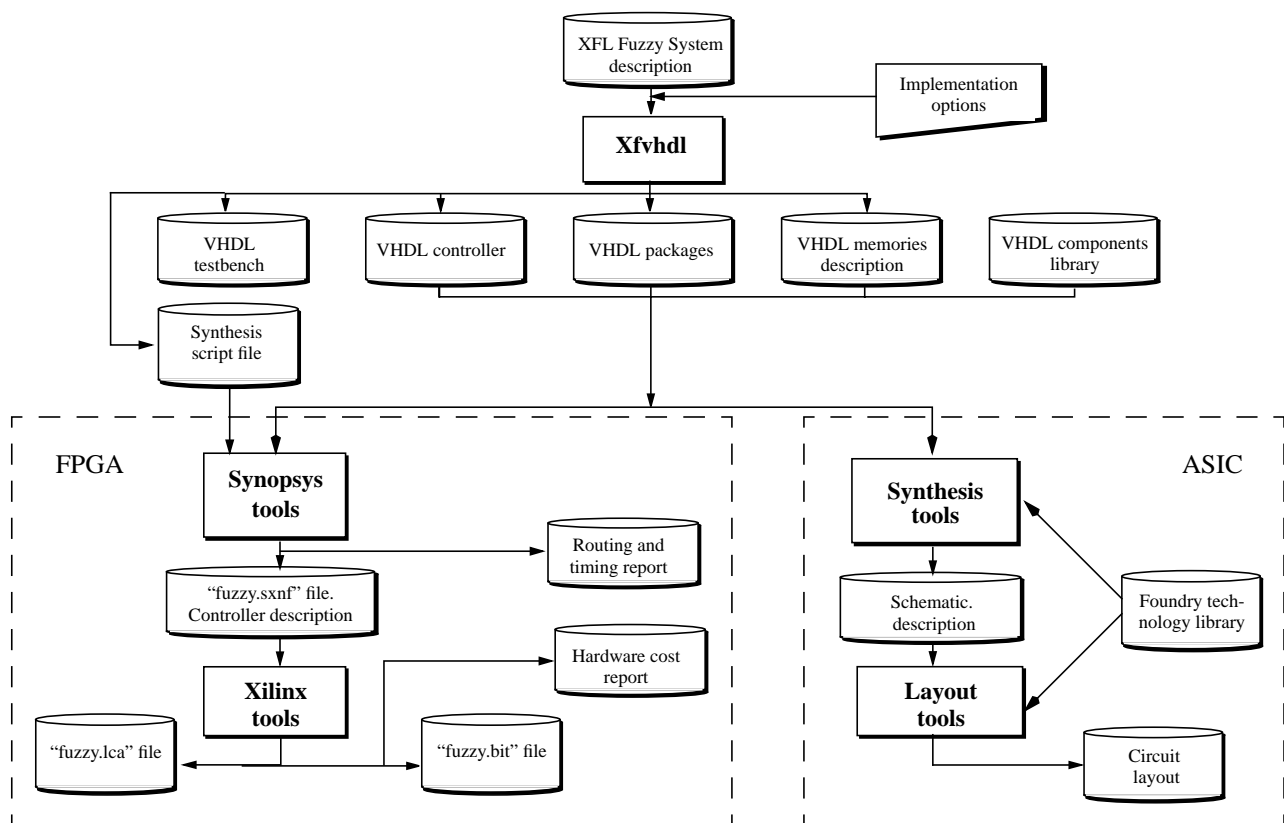 XFL Fuzzy System
description
Implementation
options
Xfvhdl
VHDL
testbench
VHDL controller
VHDL packages
VHDL memories
description
VHDL components
library
Synthesis
script file
FPGA
ASIC
Synopsys
tools
Synthesis
tools
Routing and
timing report
“fuzzy.sxnf” file.
Controller description
Schematic.
description
Foundry tech-
nology library
Hardware cost
report
Xilinx
tools
Layout
tools
“fuzzy.lca” file
“fuzzy.bit” file
Circuit
layout